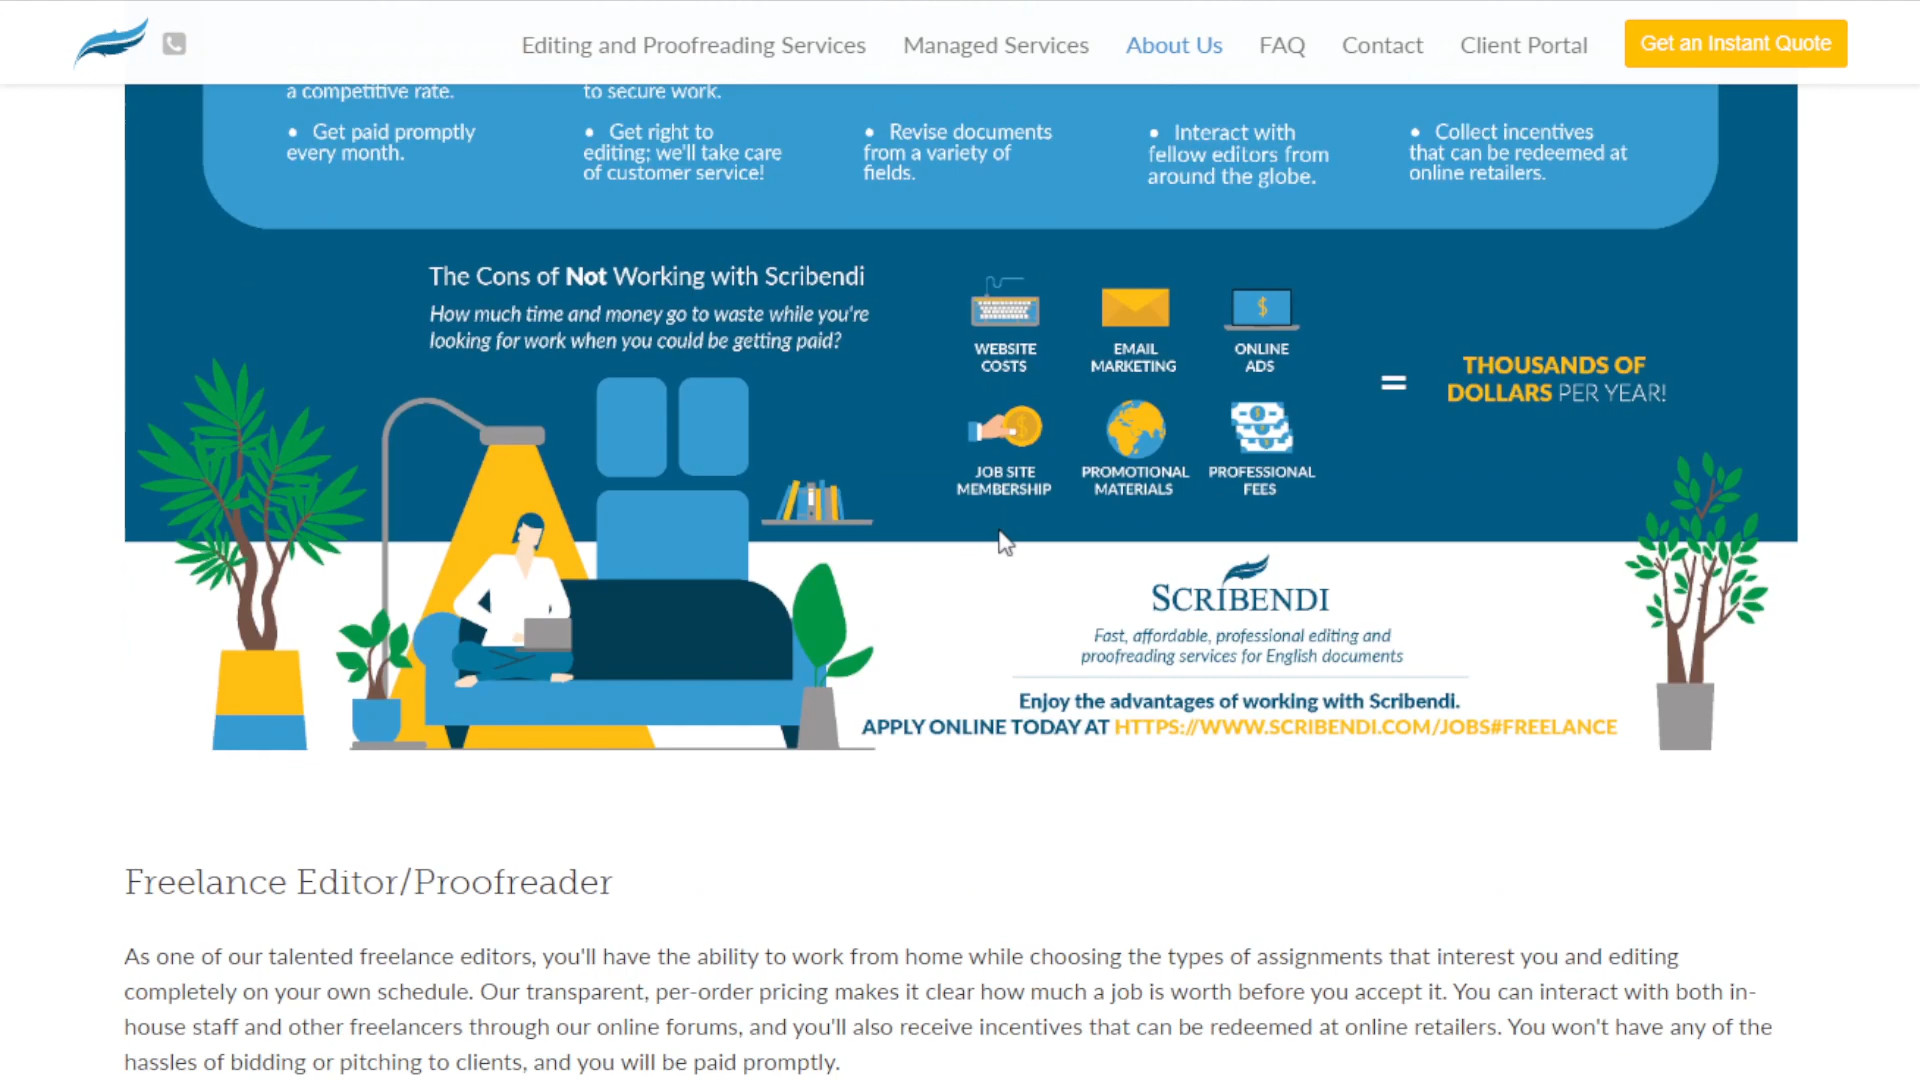 Editing and Proofreading Services Managed Services About Us FAQ Contact Client Portal Get an Instant Quote
a competitive rate.
to secure work.
• Get paid promptly
every month.
• Get right to
editing; we'll take care
of customer service!
• Revise documents
from a variety of
fields.
• Interact with
fellow editors from
around the globe.
• Collect incentives
that can be redeemed at
online retailers.
The Cons of Not Working with Scribendi
How much time and money go to waste while you're
looking for work when you could be getting paid?
WEBSITE
COSTS
EMAIL
MARKETING
ONLINE
ADS
JOB SITE
MEMBERSHIP
PROMOTIONAL
MATERIALS
PROFESSIONAL
FEES
=
THOUSANDS OF
DOLLARS PER YEAR!
SCRIBENDI
Fast, affordable, professional editing and
proofreading services for English documents
Enjoy the advantages of working with Scribendi.
APPLY ONLINE TODAY AT HTTPS://WWW.SCRIBENDI.COM/JOBS#FREELANCE
Freelance Editor/Proofreader
As one of our talented freelance editors, you'll have the ability to work from home while choosing the types of assignments that interest you and editing
completely on your own schedule. Our transparent, per-order pricing makes it clear how much a job is worth before you accept it. You can interact with both in-
house staff and other freelancers through our online forums, and you'll also receive incentives that can be redeemed at online retailers. You won't have any of the
hassles of bidding or pitching to clients, and you will be paid promptly.